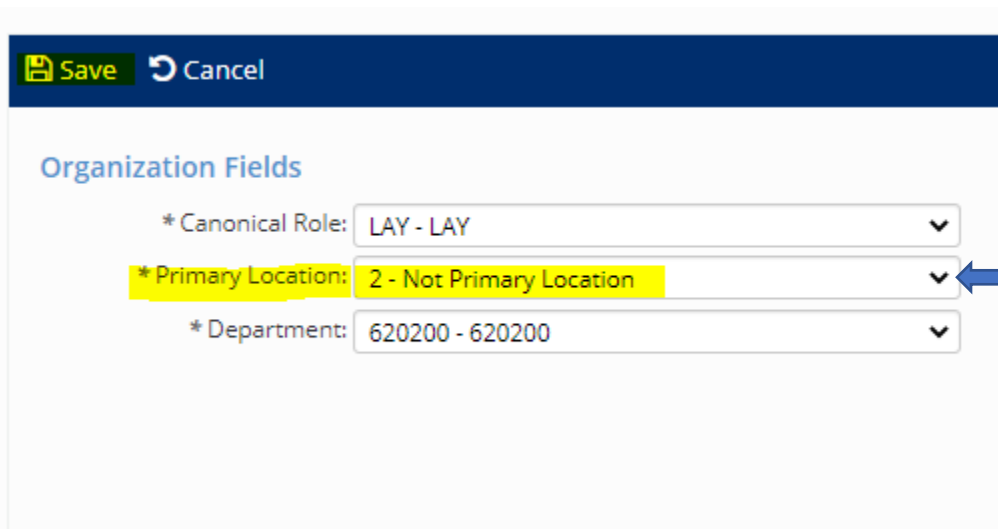 Save Cancel
Organization Fields
* Canonical Role: LAY - LAY
* Primary Location: 2 - Not Primary Location
* Department: 620200 - 620200